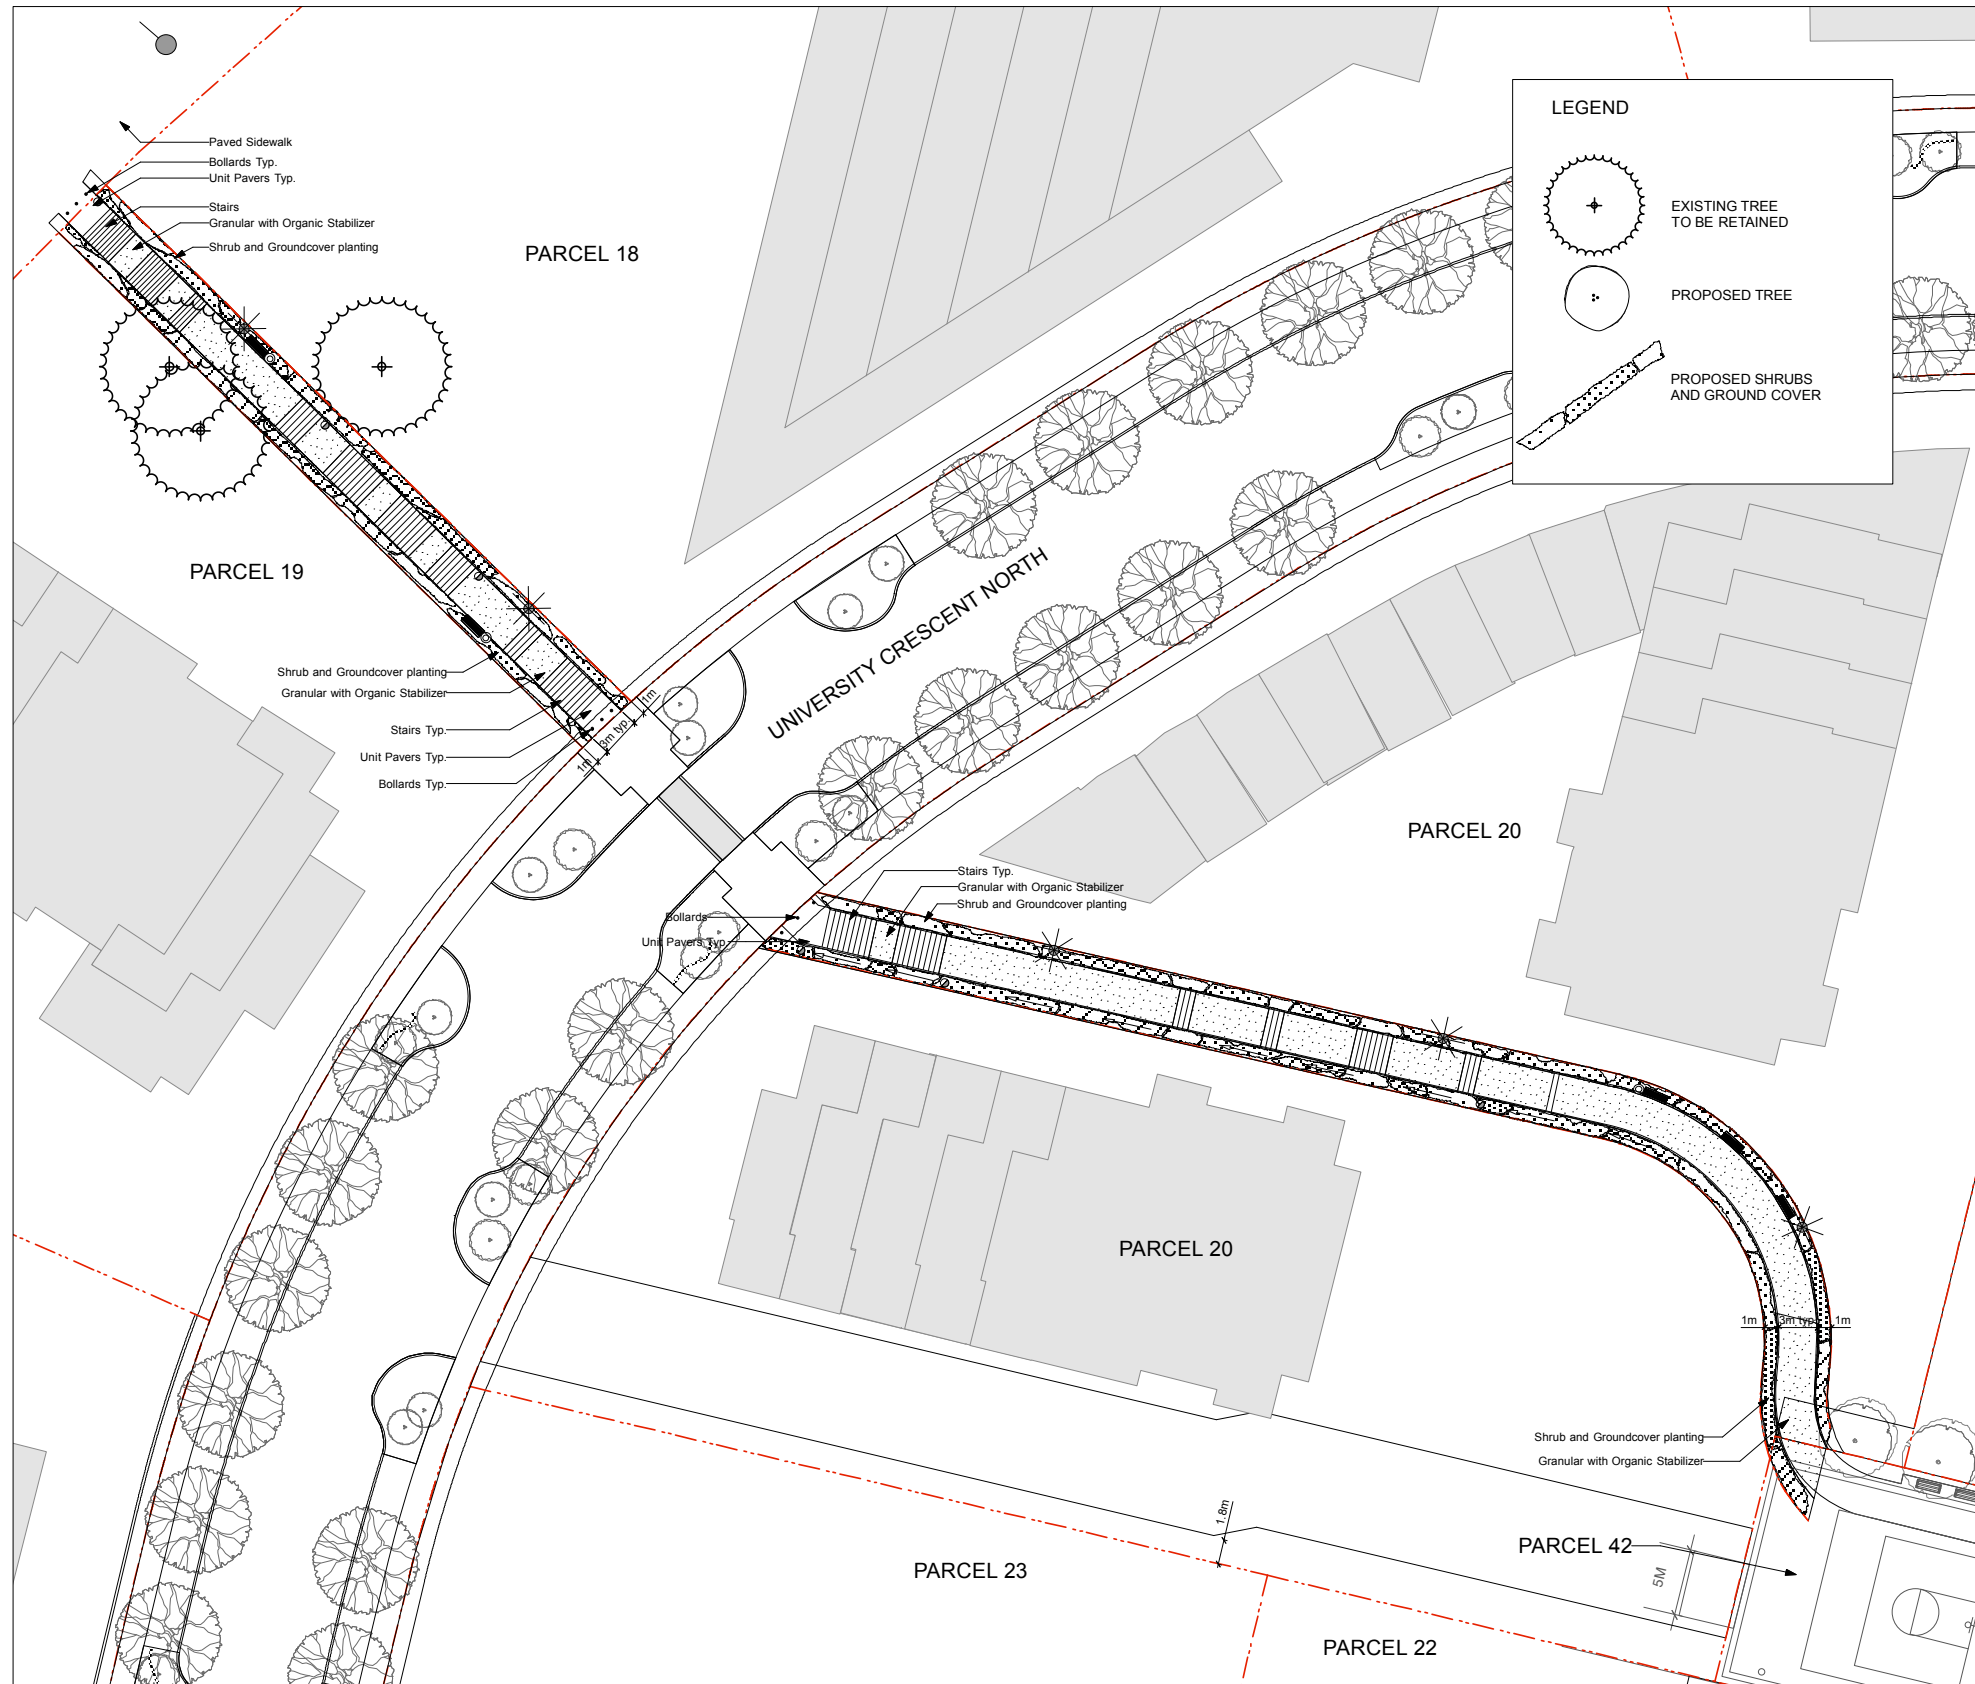 LEGEND
EXISTING TREE
TO BE RETAINED
PROPOSED TREE
PROPOSED SHRUBS
AND GROUND COVER
Paved Sidewalk
Bollards Typ.
Unit Pavers Typ.
Stairs
Granular with Organic Stabilizer
Shrub and Groundcover planting
PARCEL 18
PARCEL 19
UNIVERSITY CRESCENT NORTH
Shrub and Groundcover planting
Granular with Organic Stabilizer
Stairs Typ.
Unit Pavers Typ.
Bollards Typ.
1m
3m typ.
1m
PARCEL 20
Stairs Typ.
Granular with Organic Stabilizer
Shrub and Groundcover planting
Bollards
Unit Pavers Typ.
PARCEL 20
1m
3m typ.
1m
Shrub and Groundcover planting
Granular with Organic Stabilizer
1.8m
PARCEL 42
5M
PARCEL 23
PARCEL 22